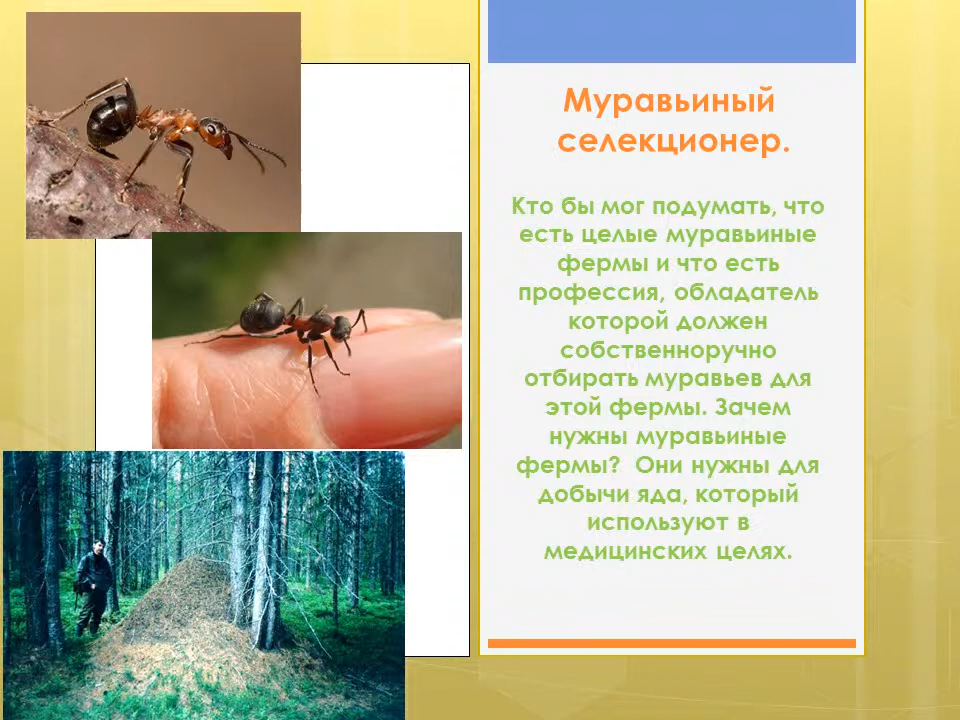 Муравьиный
селекционер.
Кто бы мог подумать, что
есть целые муравьиные
фермы и что есть
профессия, обладатель
которой должен
собственноручно
отбирать муравьев для
этой фермы. Зачем
нужны муравьиные
фермы?  Они нужны для
добычи яда, который
используют в
медицинских целях.